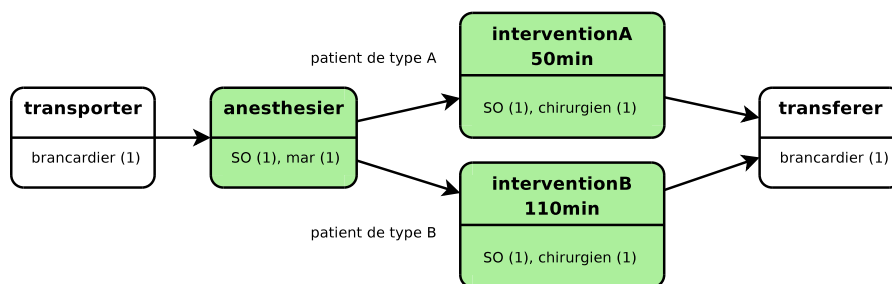 transporter
brancardier (1)
anesthesier
SO (1), mar (1)
patient de type A
interventionA
50min
SO (1), chirurgien (1)
patient de type B
interventionB
110min
SO (1), chirurgien (1)
transferer
brancardier (1)